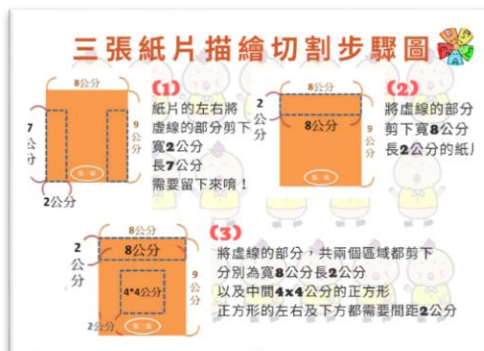 三張紙片描繪切割步驟圖
8公分
7公分
9公分
2公分
(1)
紙片的左右將
虛線的部分剪下
寬2公分
長7公分
需要留下來唷！
8公分
2公分
8公分
9公分
(2)
將虛線的部分
剪下寬8公分
長2公分的紙
8公分
2公分
8公分
9公分
4*4公分
2公分
(3)
將虛線的部分，共兩個區域都剪下
分別為寬8公分長2公分
以及中間4x4公分的正方形
正方形的左右及下方都需要間距2公分